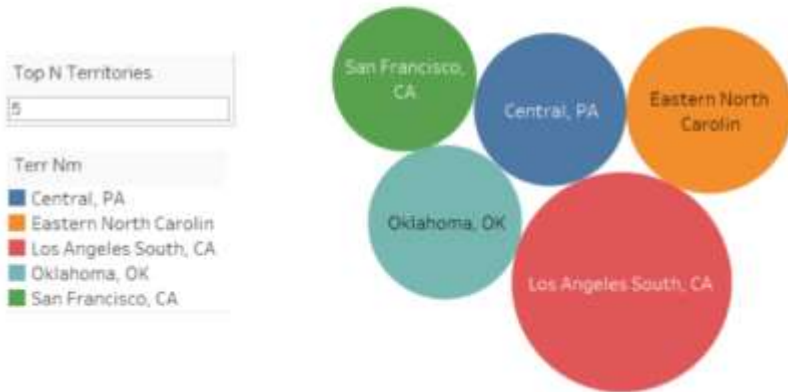 Top N Territories
5
Terr Nm
Central, PA
Eastern North Carolin
Los Angeles South, CA
Oklahoma, OK
San Francisco, CA
San Francisco,
CA
Central, PA
Eastern North
Carolin
Oklahoma, OK
Los Angeles South, CA